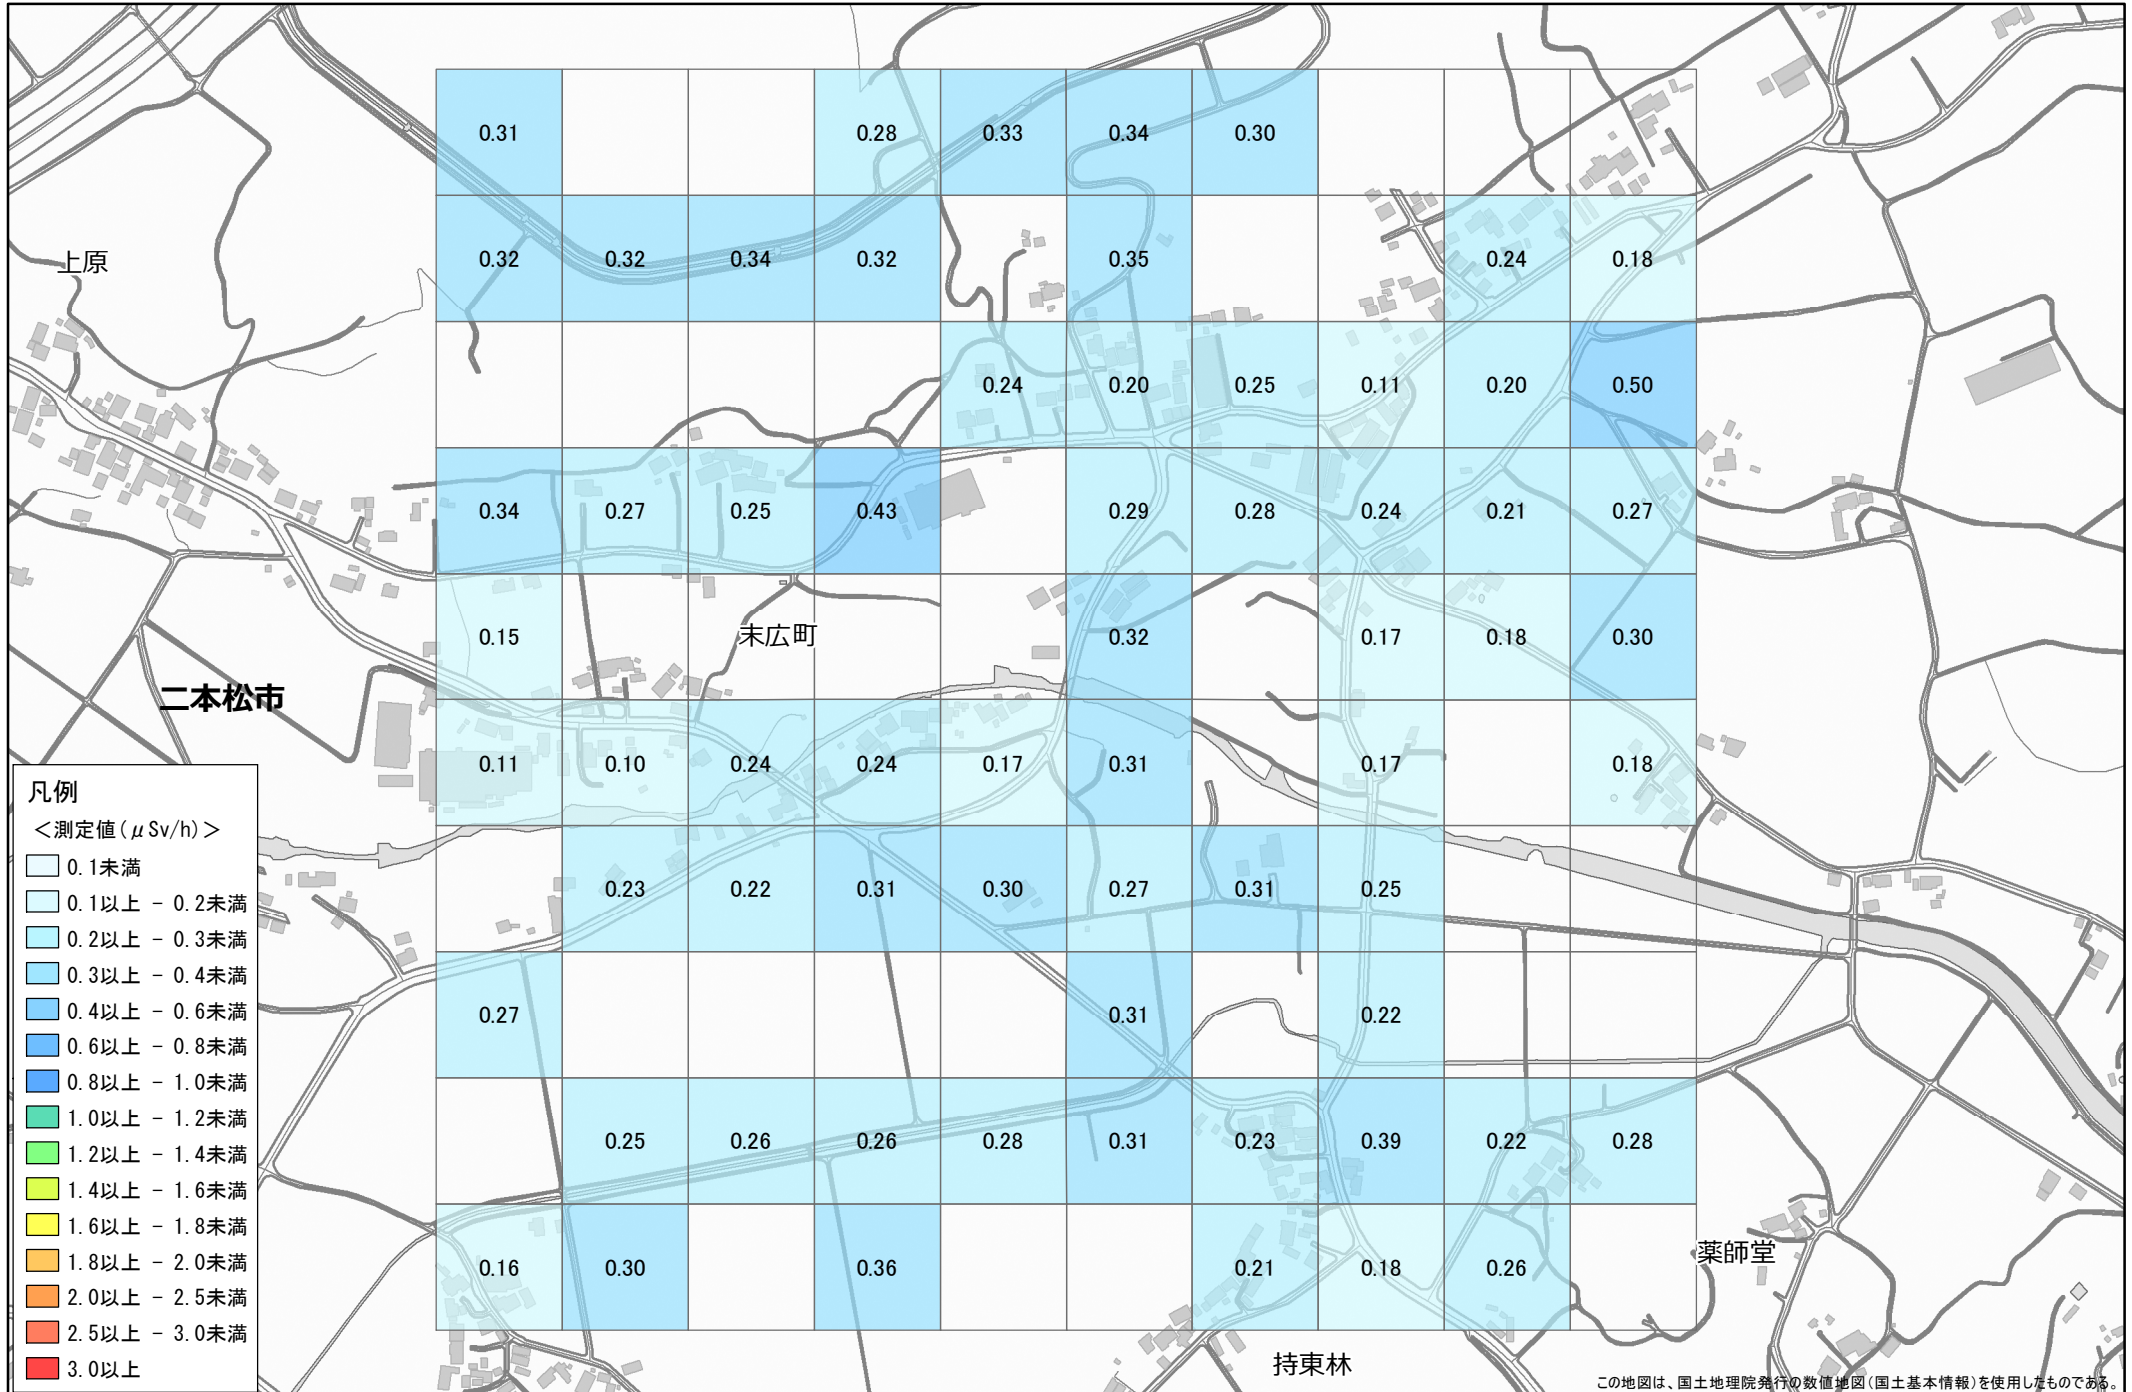 0.31 0.28 0.33 0.34 0.30
上原
0.32 0.32 0.34 0.32 0.35 0.24 0.18
0.24 0.20 0.25 0.11 0.20 0.50
0.34 0.27 0.25 0.43 0.29 0.28 0.24 0.21 0.27
0.15 末広町 0.32 0.17 0.18 0.30
二本松市
0.11 0.10 0.24 0.24 0.17 0.31 0.17 0.18
0.23 0.22 0.31 0.30 0.27 0.31 0.25
0.27 0.31 0.22
0.25 0.26 0.26 0.28 0.31 0.23 0.39 0.22 0.28
0.16 0.30 0.36 0.21 0.18 0.26
薬師堂
持東林
凡例
＜測定値(μSv/h)＞
0.1未満
0.1以上 - 0.2未満
0.2以上 - 0.3未満
0.3以上 - 0.4未満
0.4以上 - 0.6未満
0.6以上 - 0.8未満
0.8以上 - 1.0未満
1.0以上 - 1.2未満
1.2以上 - 1.4未満
1.4以上 - 1.6未満
1.6以上 - 1.8未満
1.8以上 - 2.0未満
2.0以上 - 2.5未満
2.5以上 - 3.0未満
3.0以上
この地図は、国土地理院発行の数値地図(国土基本情報)を使用したものである。